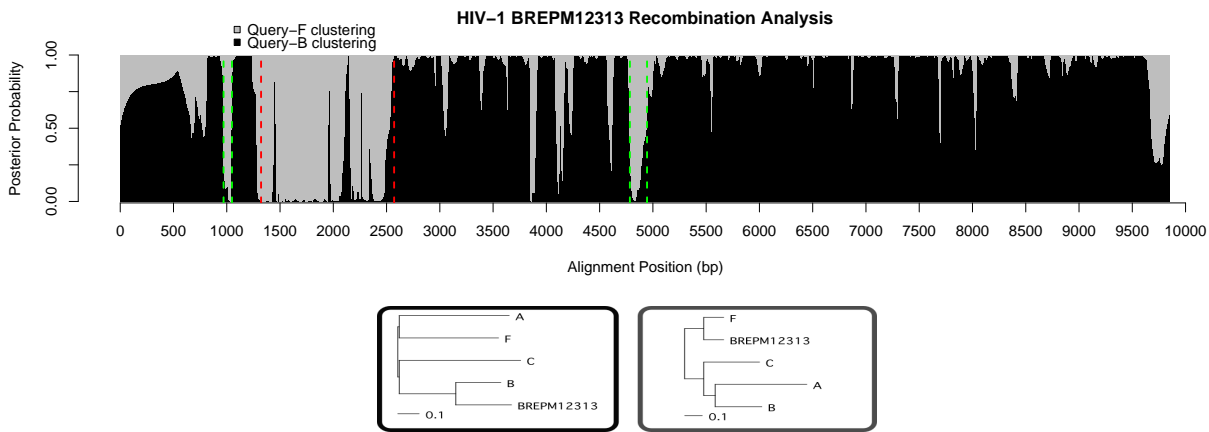 HIV−1 BREPM12313 Recombination Analysis
Query−F clustering
Query−B clustering
Posterior Probability
1.00
0.50
0.00
0 500 1000 1500 2000 2500 3000 3500 4000 4500 5000 5500 6000 6500 7000 7500 8000 8500 9000 9500 10000
Alignment Position (bp)
A
F
C
B
BREPM12313
0.1
F
BREPM12313
C
A
B
0.1